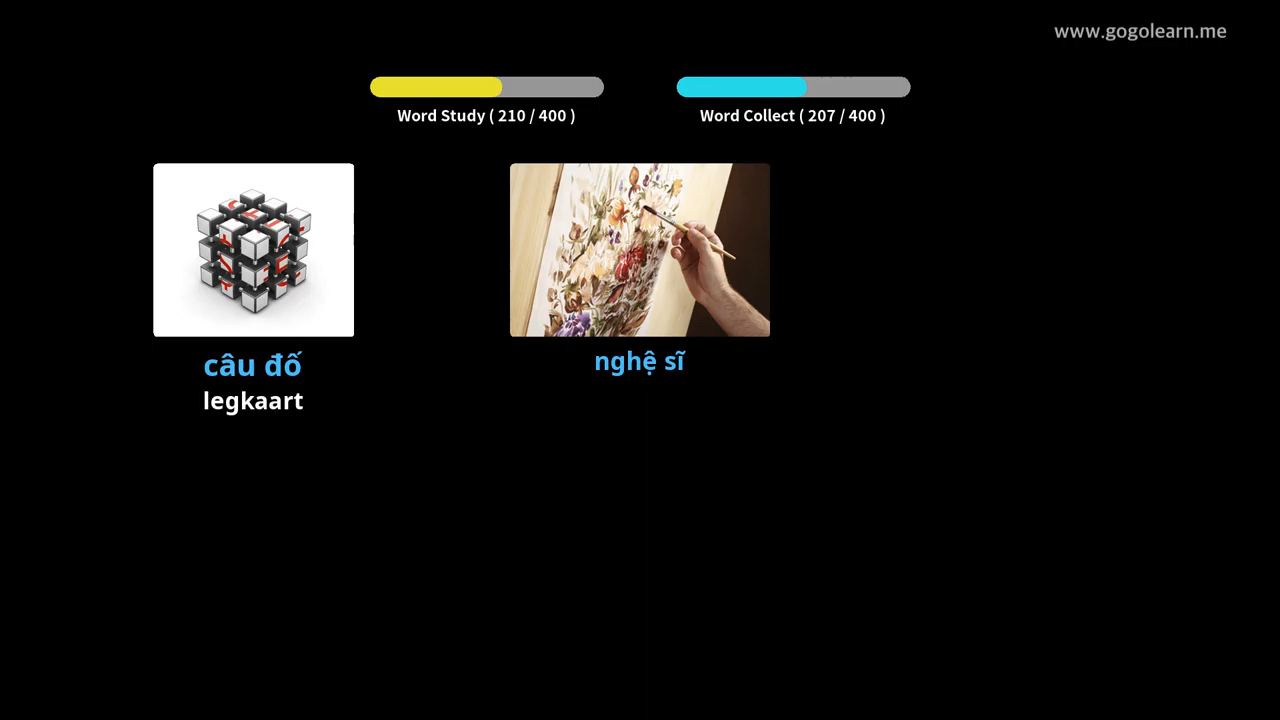 www.gogolearn.me
Word Study ( 210 / 400 )
Word Collect ( 207 / 400 )
câu đố
legkaart
nghệ sĩ